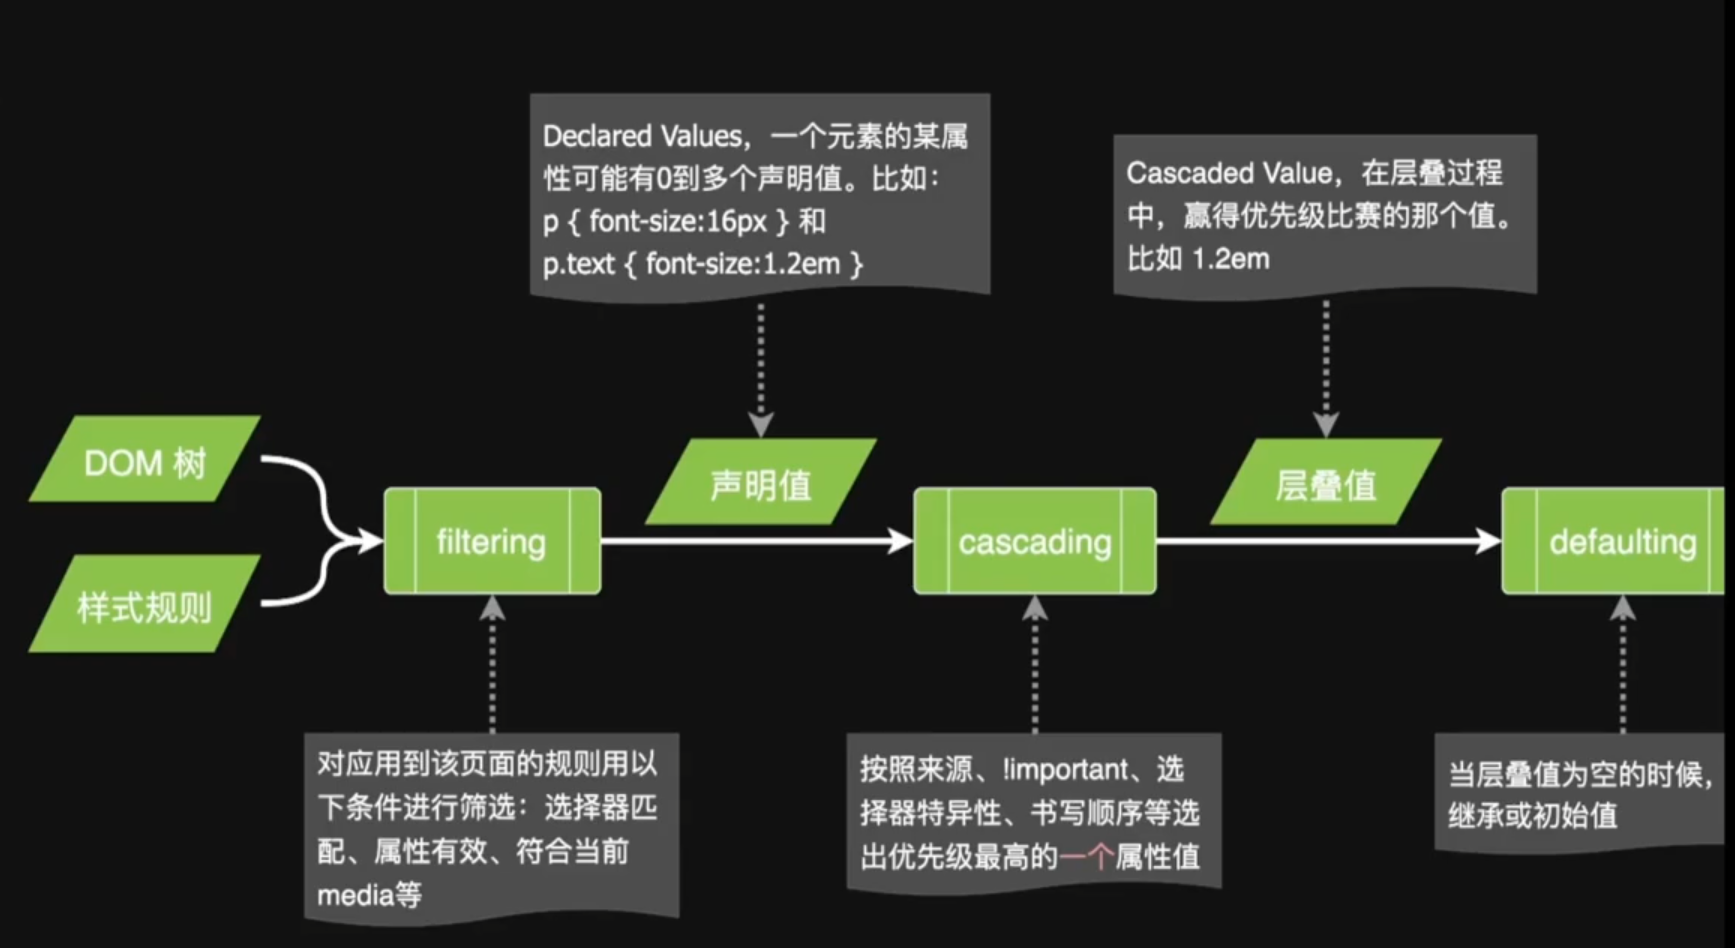 Declared Values，一个元素的某属
性可能有0到多个声明值。比如：
p { font-size:16px } 和
p.text { font-size:1.2em }
Cascaded Value，在层叠过程
中，赢得优先级比赛的那个值。
比如 1.2em
DOM 树
样式规则
filtering
声明值
cascading
层叠值
defaulting
对应用到该页面的规则用以
下条件进行筛选：选择器匹
配、属性有效、符合当前
media等
按照来源、!important、选
择器特异性、书写顺序等选
出优先级最高的一个属性值
当层叠值为空的时候，
继承或初始值